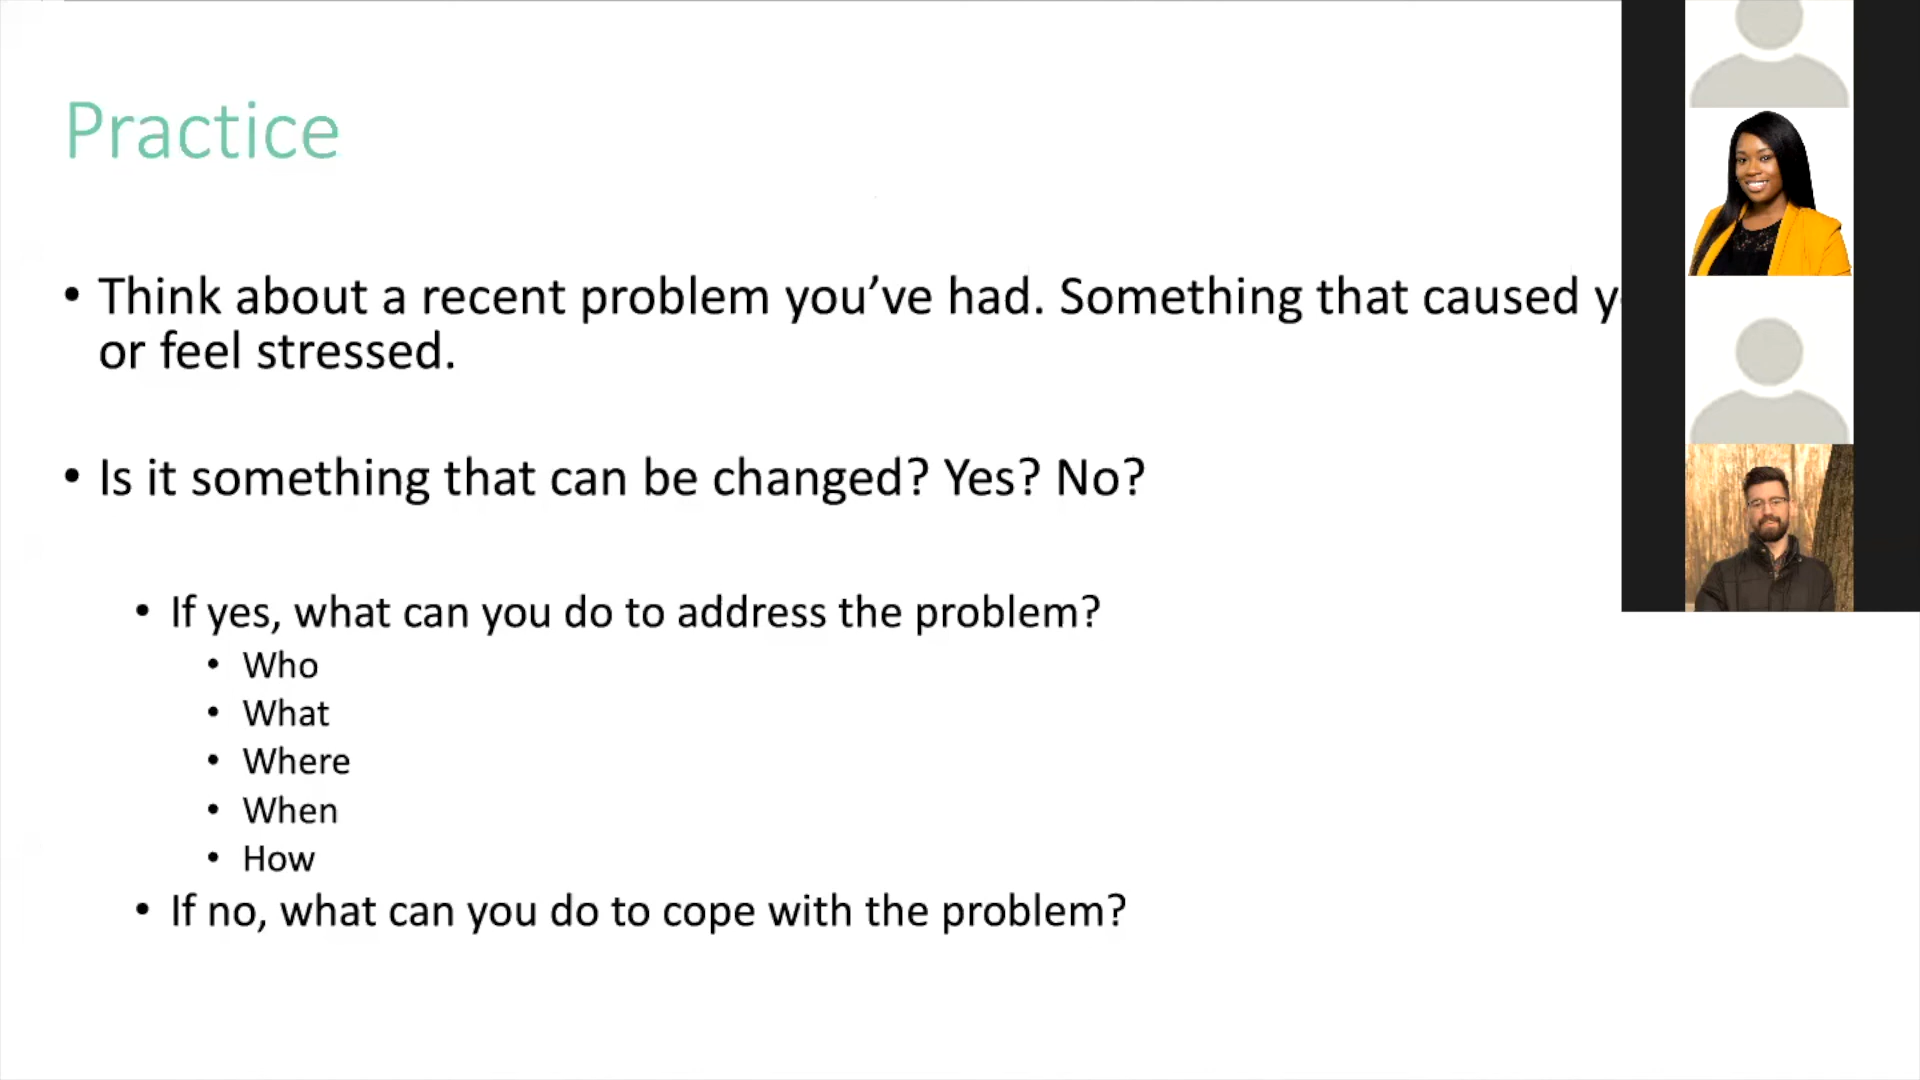 Practice
• Think about a recent problem you’ve had. Something that caused
or feel stressed.
• Is it something that can be changed? Yes? No?
• If yes, what can you do to address the problem?
• Who
• What
• Where
• When
• How
• If no, what can you do to cope with the problem?